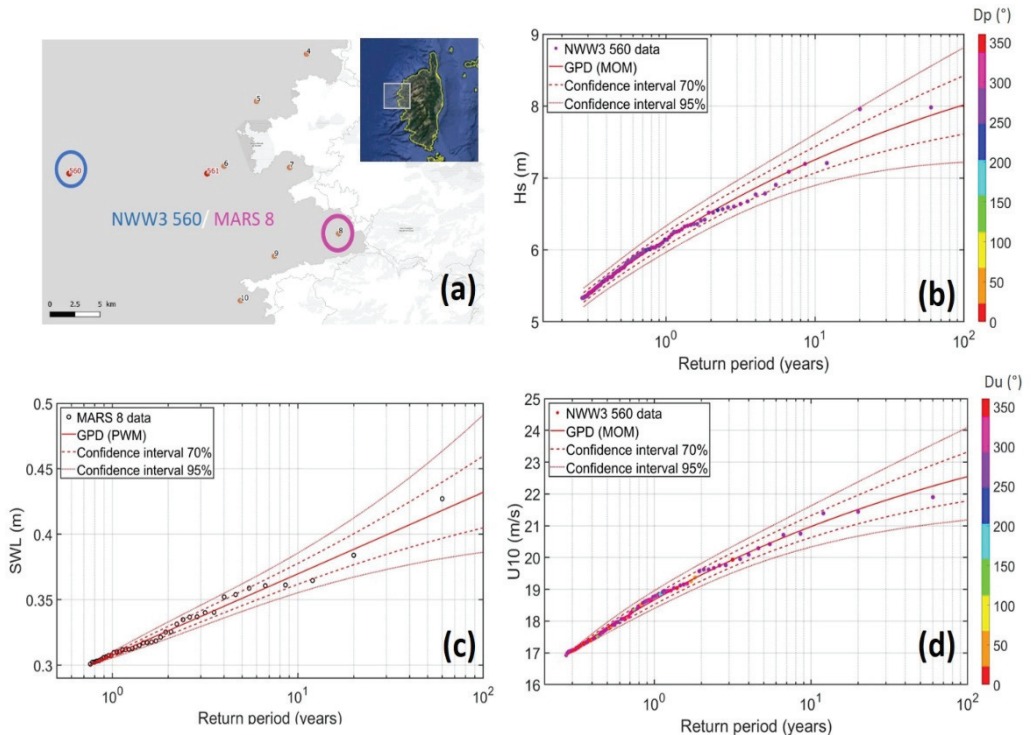 4
5
6
7
560
561
NWW3 560/ MARS 8
8
9
10
0 2.5 5 km
(a)
Dp (°)
NWW3 560 data
GPD (MOM)
Confidence interval 70%
Confidence interval 95%
9
8
7
6
5
Hs (m)
10⁰ 10¹ 10²
Return period (years)
350
300
250
200
150
100
50
0
(b)
0.5
0.45
0.4
0.35
0.3
SWL (m)
MARS 8 data
GPD (PWM)
Confidence interval 70%
Confidence interval 95%
10⁰ 10¹ 10²
Return period (years)
(c)
Du (°)
25
24
23
22
21
20
19
18
17
16
15
U10 (m/s)
NWW3 560 data
GPD (MOM)
Confidence interval 70%
Confidence interval 95%
10⁰ 10¹ 10²
Return period (years)
350
300
250
200
150
100
50
0
(d)